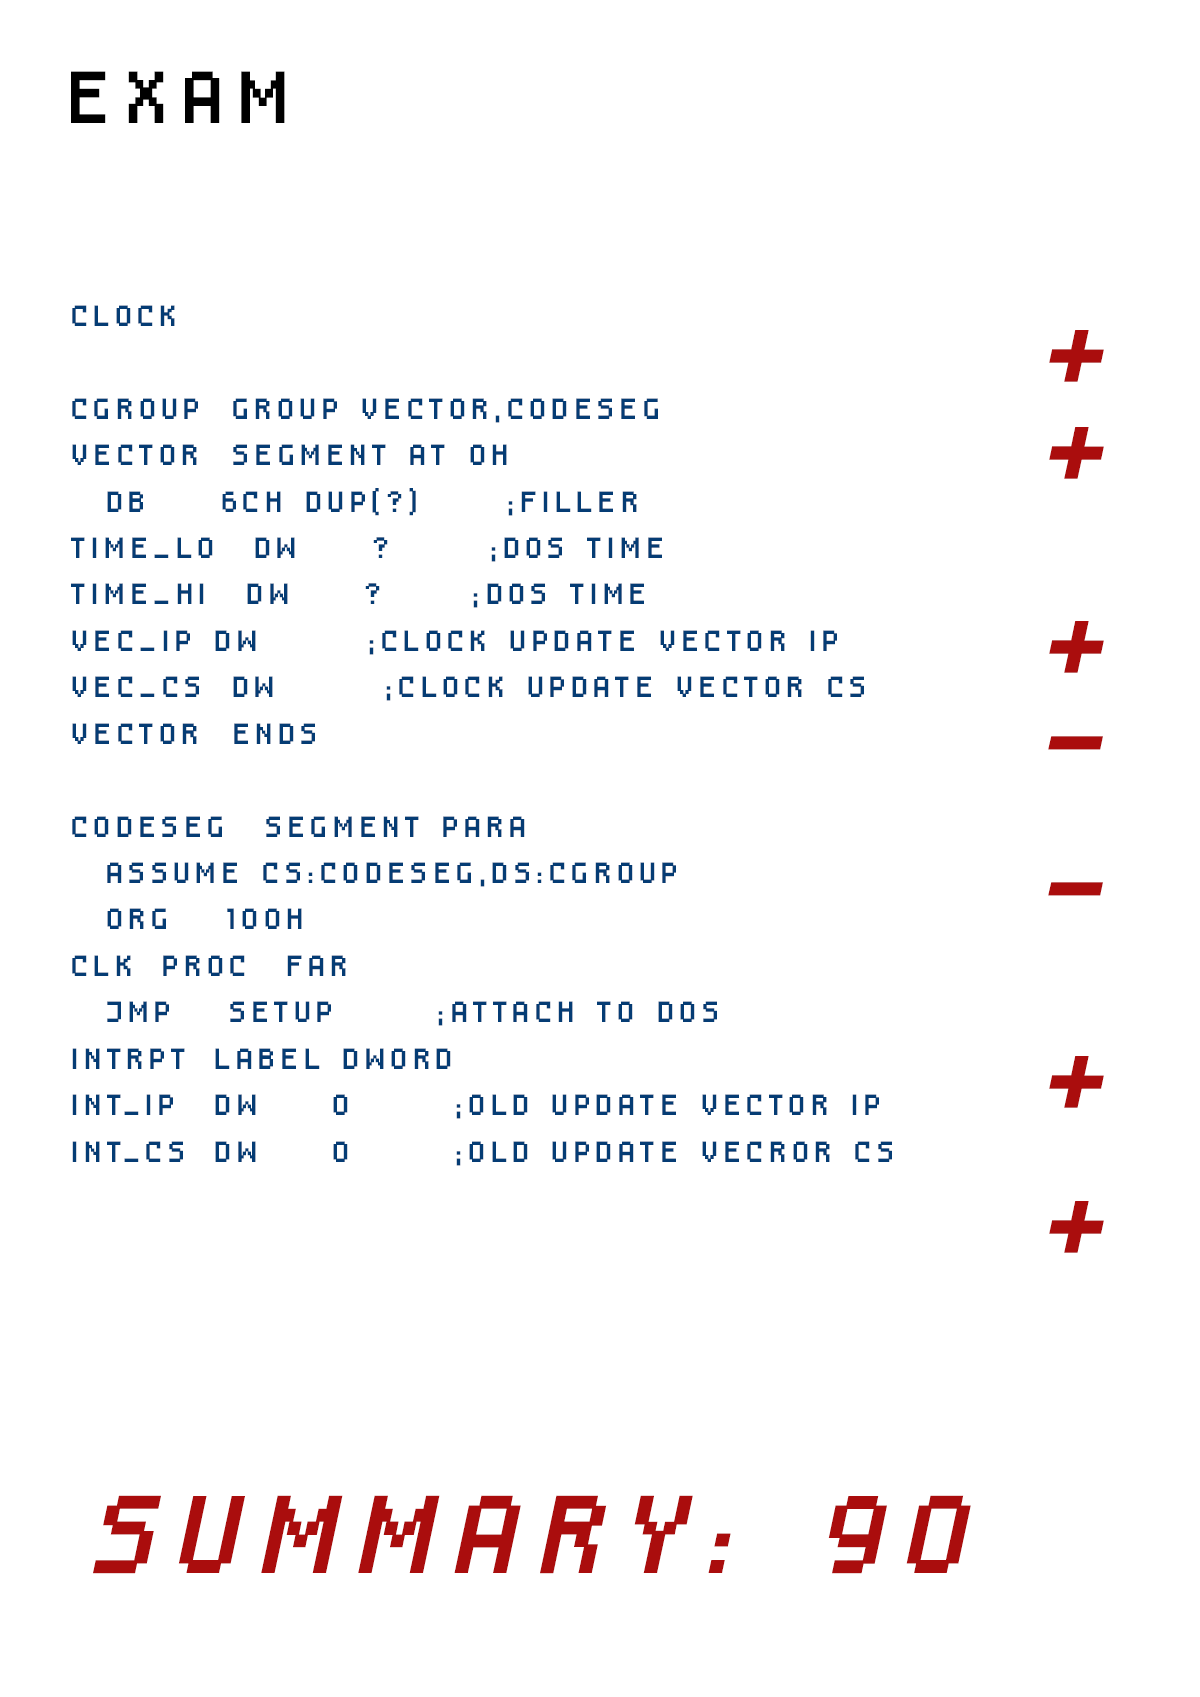 EXAM
CLOCK
+
CGROUP GROUP VECTOR,CODESEG
+
VECTOR SEGMENT AT 0H
DB 6CH DUP(?) ;FILLER
TIME_LO DW ? ;DOS TIME
TIME_HI DW ? ;DOS TIME
VEC_IP DW ;CLOCK UPDATE VECTOR IP
+
VEC_CS DW ;CLOCK UPDATE VECTOR CS
VECTOR ENDS
-
CODESEG SEGMENT PARA
ASSUME CS:CODESEG,DS:CGROUP
-
ORG 100H
CLK PROC FAR
JMP SETUP ;ATTACH TO DOS
INTRPT LABEL DWORD
+
INT_IP DW 0 ;OLD UPDATE VECTOR IP
INT_CS DW 0 ;OLD UPDATE VECROR CS
+
SUMMARY: 90